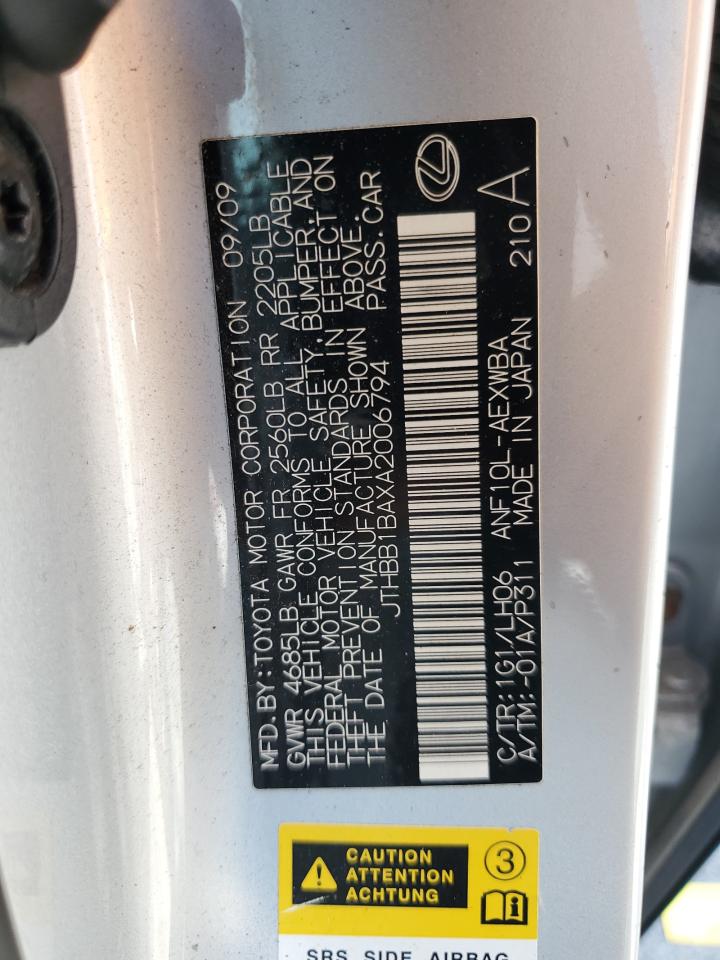 MFD.BY:TOYOTA MOTOR CORPORATION 09/09
GVWR 4685LB GAWR FR 2560LB RR 2205LB
THIS VEHICLE CONFORMS TO ALL APPLICABLE
FEDERAL MOTOR VEHICLE SAFETY, BUMPER, AND
THEFT PREVENTION STANDARDS IN EFFECT ON
THE DATE OF MANUFACTURE SHOWN ABOVE.
JTHBB1BAXA2006794 PASS.CAR
C/TR: 1G1/LH06 ANF10L-AEXWBA
A/TM:-01A/P311 MADE IN JAPAN 210 A
CAUTION
ATTENTION
ACHTUNG
3
SRS SIDE AIRBAG